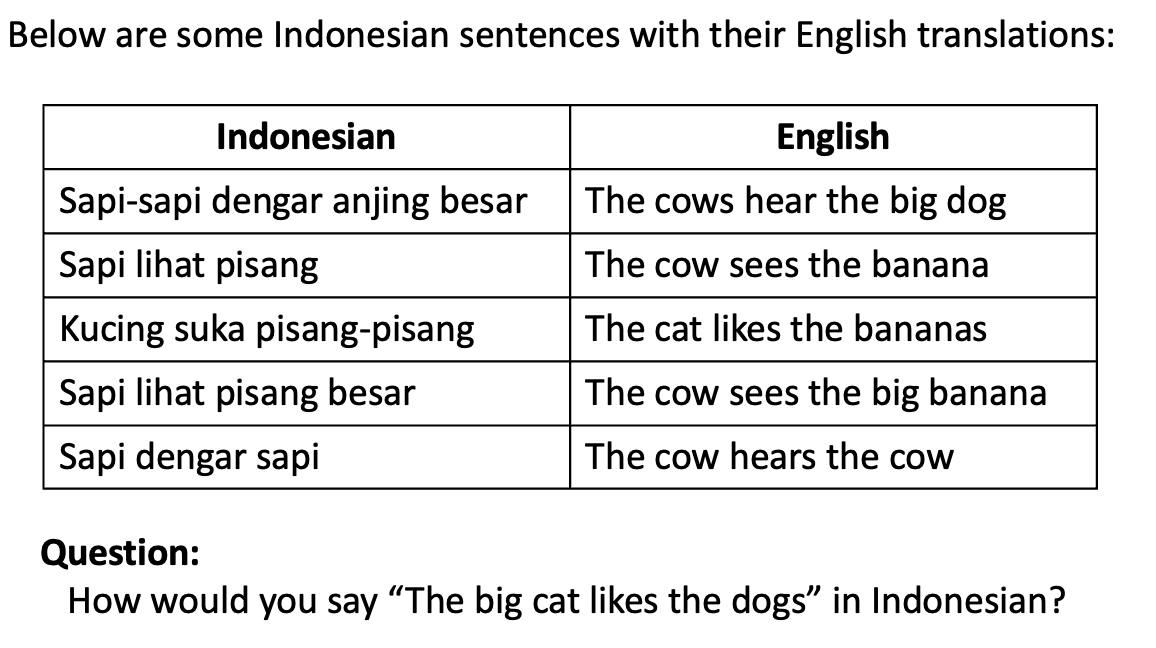 Below are some Indonesian sentences with their English translations:
Indonesian English
Sapi-sapi dengar anjing besar The cows hear the big dog
Sapi lihat pisang The cow sees the banana
Kucing suka pisang-pisang The cat likes the bananas
Sapi lihat pisang besar The cow sees the big banana
Sapi dengar sapi The cow hears the cow
Question:
How would you say “The big cat likes the dogs” in Indonesian?